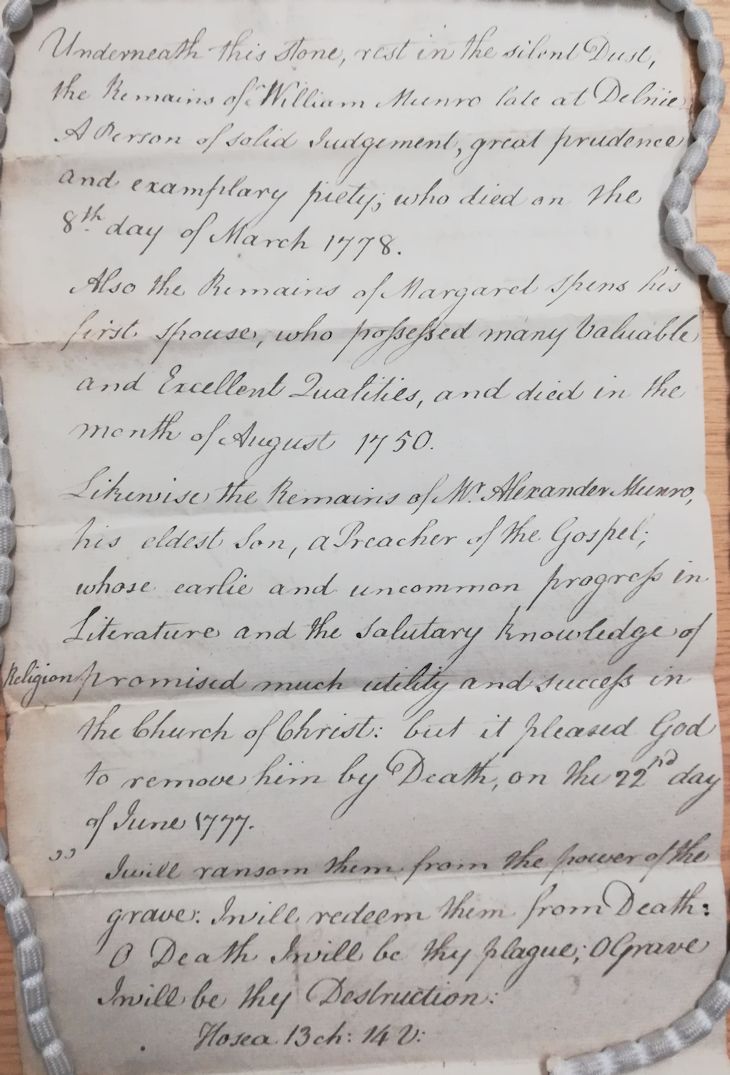 Underneath this stone, rest in the silent Dust,
the Remains of William Munro late at Delnie
A Person of solid Judgement, great prudence
and examplary piety; who died on the
8th day of March 1778.
Also the Remains of Margaret Spens his
first spouse, who possessed many Valuable
and Excellent Qualities, and died in the
month of August 1750.
Likewise the Remains of Mr. Alexander Munro,
his eldest Son, a Preacher of the Gospel;
whose earlie and uncommon progress in
Literature and the salutary knowledge of
Religion promised much utility and success in
the Church of Christ: but it pleased God
to remove him by Death, on the 22nd day
of June 1777.
" I will ransom them from the power of the
grave: I will redeem them from Death:
O Death I will be thy plague; O Grave
I will be thy Destruction:
Hosea 13 ch: 14 V: